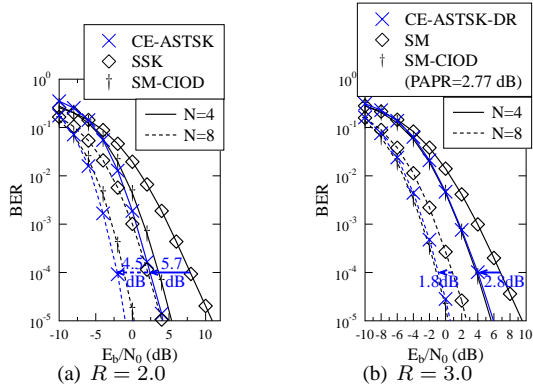 CE-ASTSK
SSK
SM-CIOD
N=4
N=8
BER
10^0
10^-1
10^-2
10^-3
10^-4
10^-5
4.5
dB
5.7
dB
-10 -5 0 5 10
E_b/N_0 (dB)
(a) R = 2.0
CE-ASTSK-DR
SM
SM-CIOD
(PAPR=2.77 dB)
N=4
N=8
BER
10^0
10^-1
10^-2
10^-3
10^-4
10^-5
1.8dB
2.8dB
-10 -8 -6 -4 -2 0 2 4 6 8 10
E_b/N_0 (dB)
(b) R = 3.0